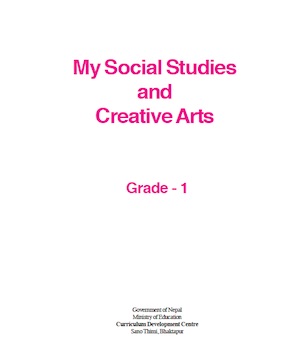 My Social Studies
and
Creative Arts
Grade - 1
Government of Nepal
Ministry of Education
Curriculum Development Centre
Sano Thimi, Bhaktapur